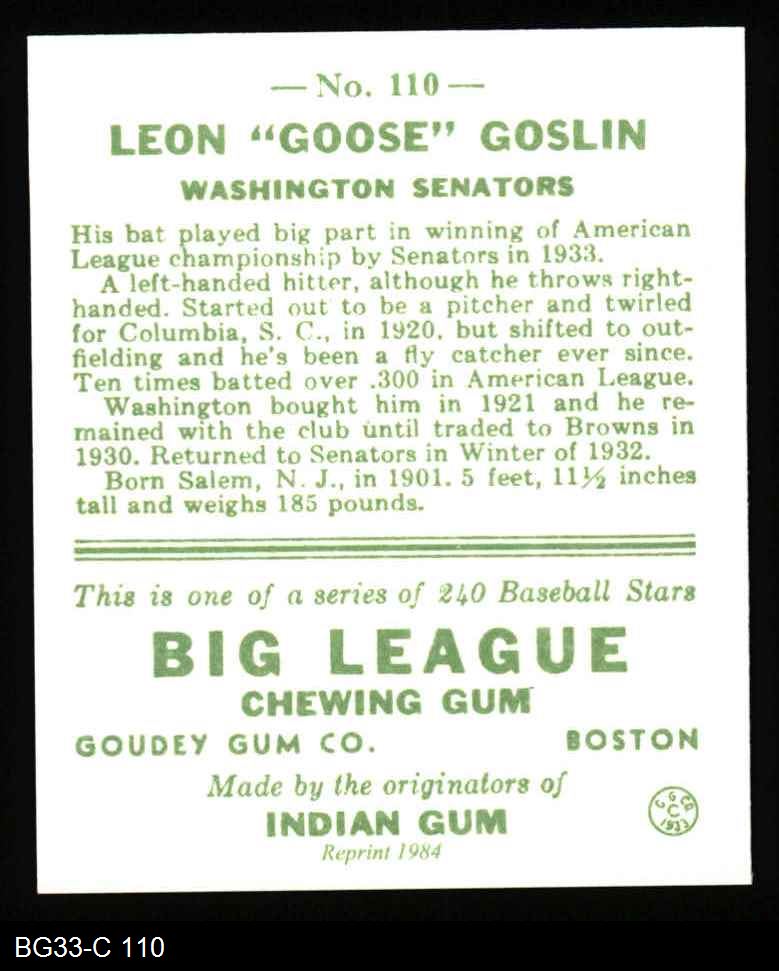 — No. 110 —
LEON "GOOSE" GOSLIN
WASHINGTON SENATORS
His bat played big part in winning of American
League championship by Senators in 1933.
A left-handed hitter, although he throws right-
handed. Started out to be a pitcher and twirled
for Columbia, S. C., in 1920, but shifted to out-
fielding and he's been a fly catcher ever since.
Ten times batted over .300 in American League.
Washington bought him in 1921 and he re-
mained with the club until traded to Browns in
1930. Returned to Senators in Winter of 1932.
Born Salem, N. J., in 1901. 5 feet, 11½ inches
tall and weighs 185 pounds.
This is one of a series of 240 Baseball Stars
BIG LEAGUE
CHEWING GUM
GOUDEY GUM CO. BOSTON
Made by the originators of
INDIAN GUM
G G CO
C
1933
Reprint 1984
BG33-C 110